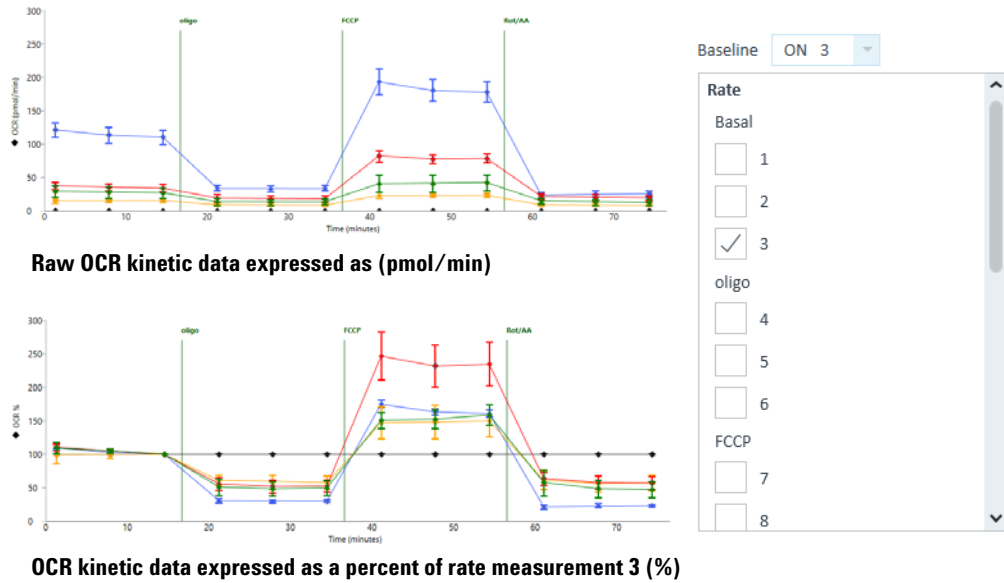 300
250
200
150
100
50
0
◆ OCR (pmol/min)
oligo
FCCP
Rot/AA
0 10 20 30 40 50 60 70
Time (minutes)
Raw OCR kinetic data expressed as (pmol/min)
300
250
200
150
100
50
0
◆ OCR %
oligo
FCCP
Rot/AA
0 10 20 30 40 50 60 70
Time (minutes)
OCR kinetic data expressed as a percent of rate measurement 3 (%)
Baseline ON 3
Rate
Basal
1
2
3
oligo
4
5
6
FCCP
7
8